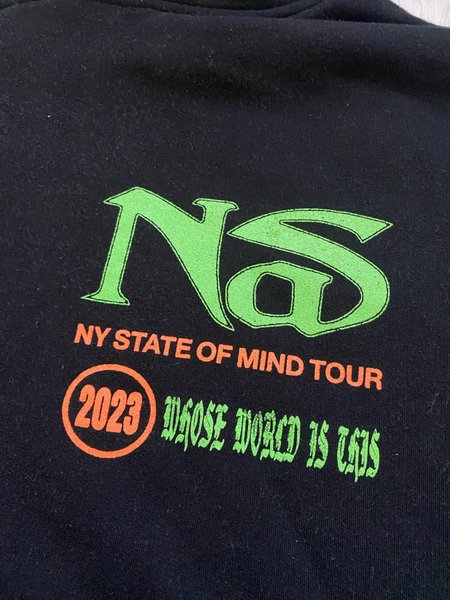 Nas
NY STATE OF MIND TOUR
2023 WHOSE WORLD IS THIS